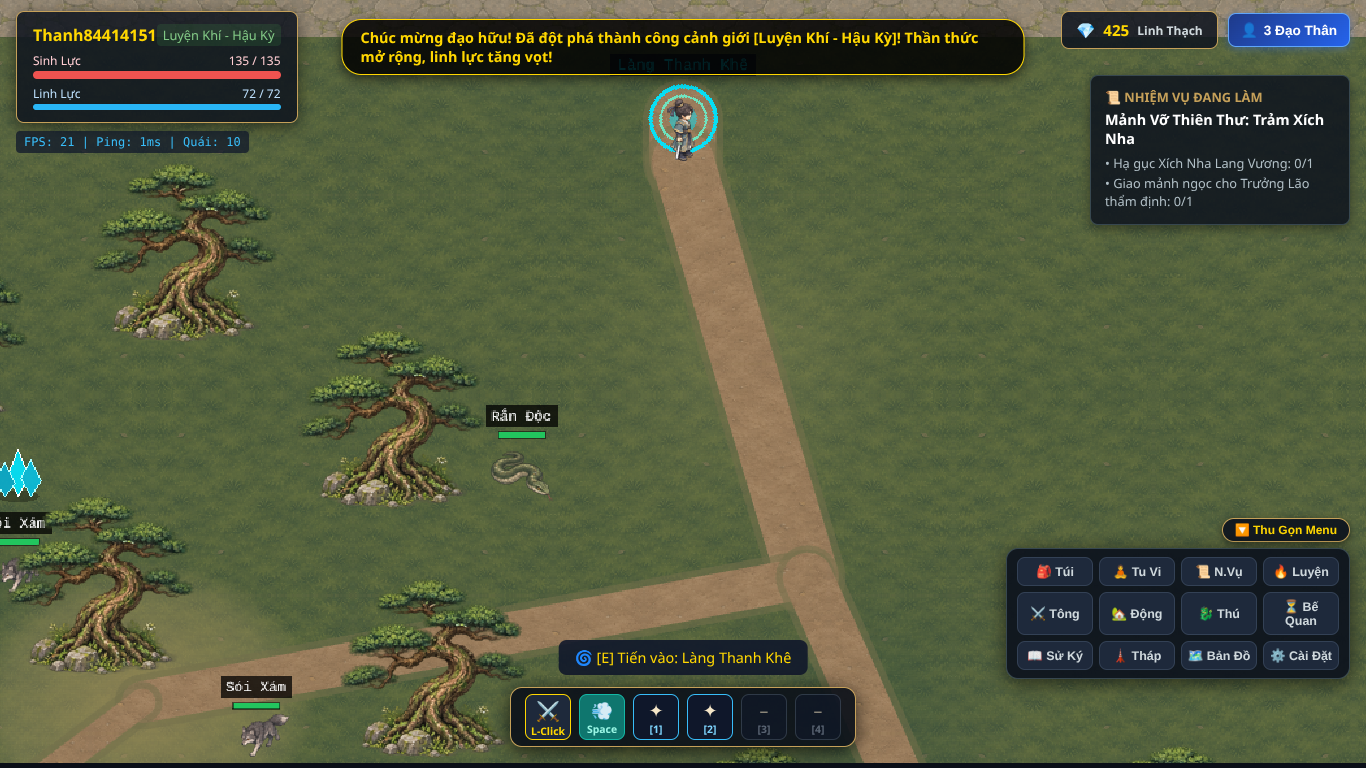 Thanh84414151 Luyện Khí - Hậu Kỳ
Sinh Lực 135 / 135
Linh Lực 72 / 72
FPS: 21 | Ping: 1ms | Quái: 10
Chúc mừng đạo hữu! Đã đột phá thành công cảnh giới [Luyện Khí - Hậu Kỳ]! Thần thức
mở rộng, linh lực tăng vọt!
Làng Thanh Khê
425 Linh Thạch
3 Đạo Thân
NHIỆM VỤ ĐANG LÀM
Mảnh Vỡ Thiên Thư: Trảm Xích
Nha
• Hạ gục Xích Nha Lang Vương: 0/1
• Giao mảnh ngọc cho Trưởng Lão
thẩm định: 0/1
Rắn Độc
Sói Xám
[E] Tiến vào: Làng Thanh Khê
L-Click
Space
[1]
[2]
[3]
[4]
Thu Gọn Menu
Túi
Tu Vi
N.Vụ
Luyện
Tông
Động
Thú
Bế
Quan
Sử Ký
Tháp
Bản Đồ
Cài Đặt